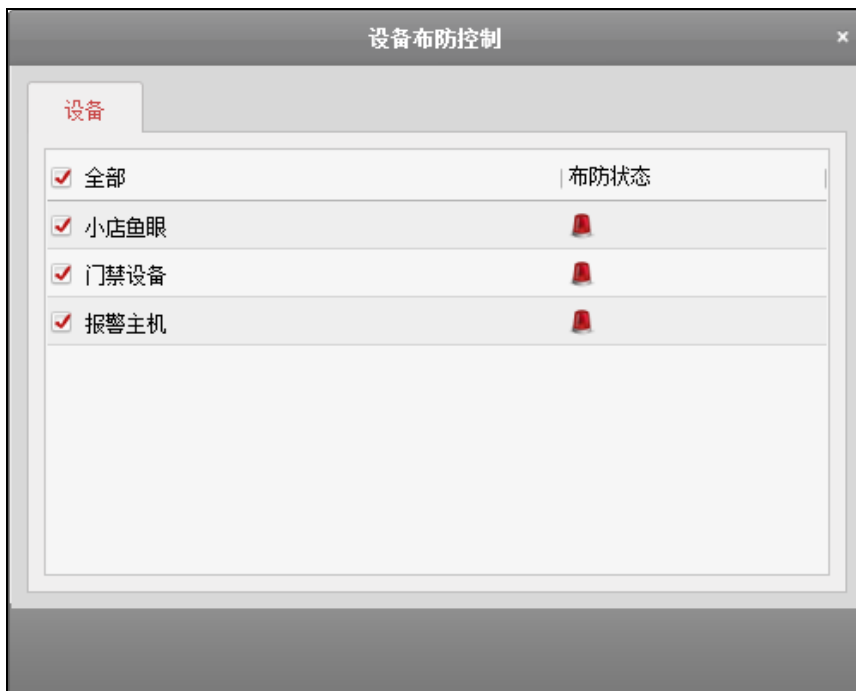 设备布防控制
设备
全部 布防状态
小店鱼眼
门禁设备
报警主机